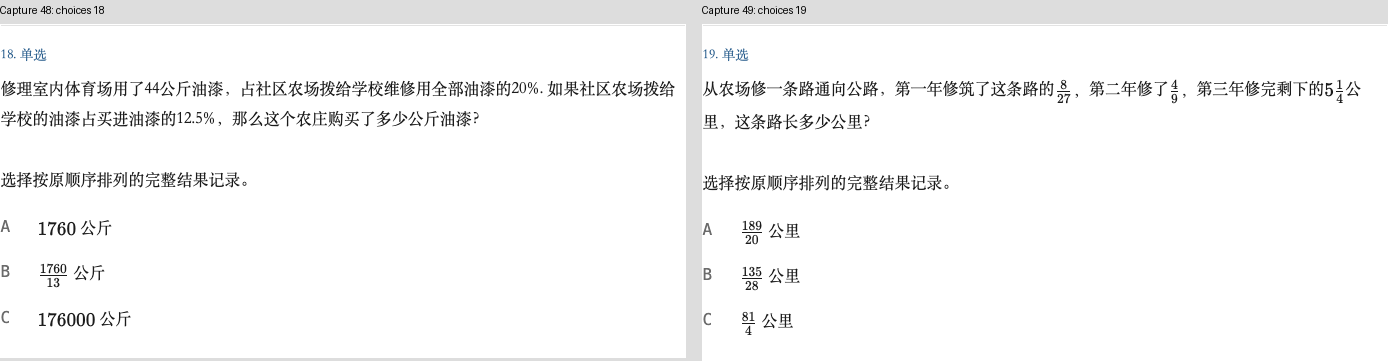 Capture 48: choices 18
18. 单选
修理室内体育场用了44公斤油漆，占社区农场拨给学校维修用全部油漆的20%. 如果社区农场拨给
学校的油漆占买进油漆的12.5%，那么这个农庄购买了多少公斤油漆?
选择按原顺序排列的完整结果记录。
A 1760 公斤
B 1760/13 公斤
C 176000 公斤
Capture 49: choices 19
19. 单选
从农场修一条路通向公路，第一年修筑了这条路的 8/27，第二年修了 4/9，第三年修完剩下的5 1/4 公
里，这条路长多少公里?
选择按原顺序排列的完整结果记录。
A 189/20 公里
B 135/28 公里
C 81/4 公里